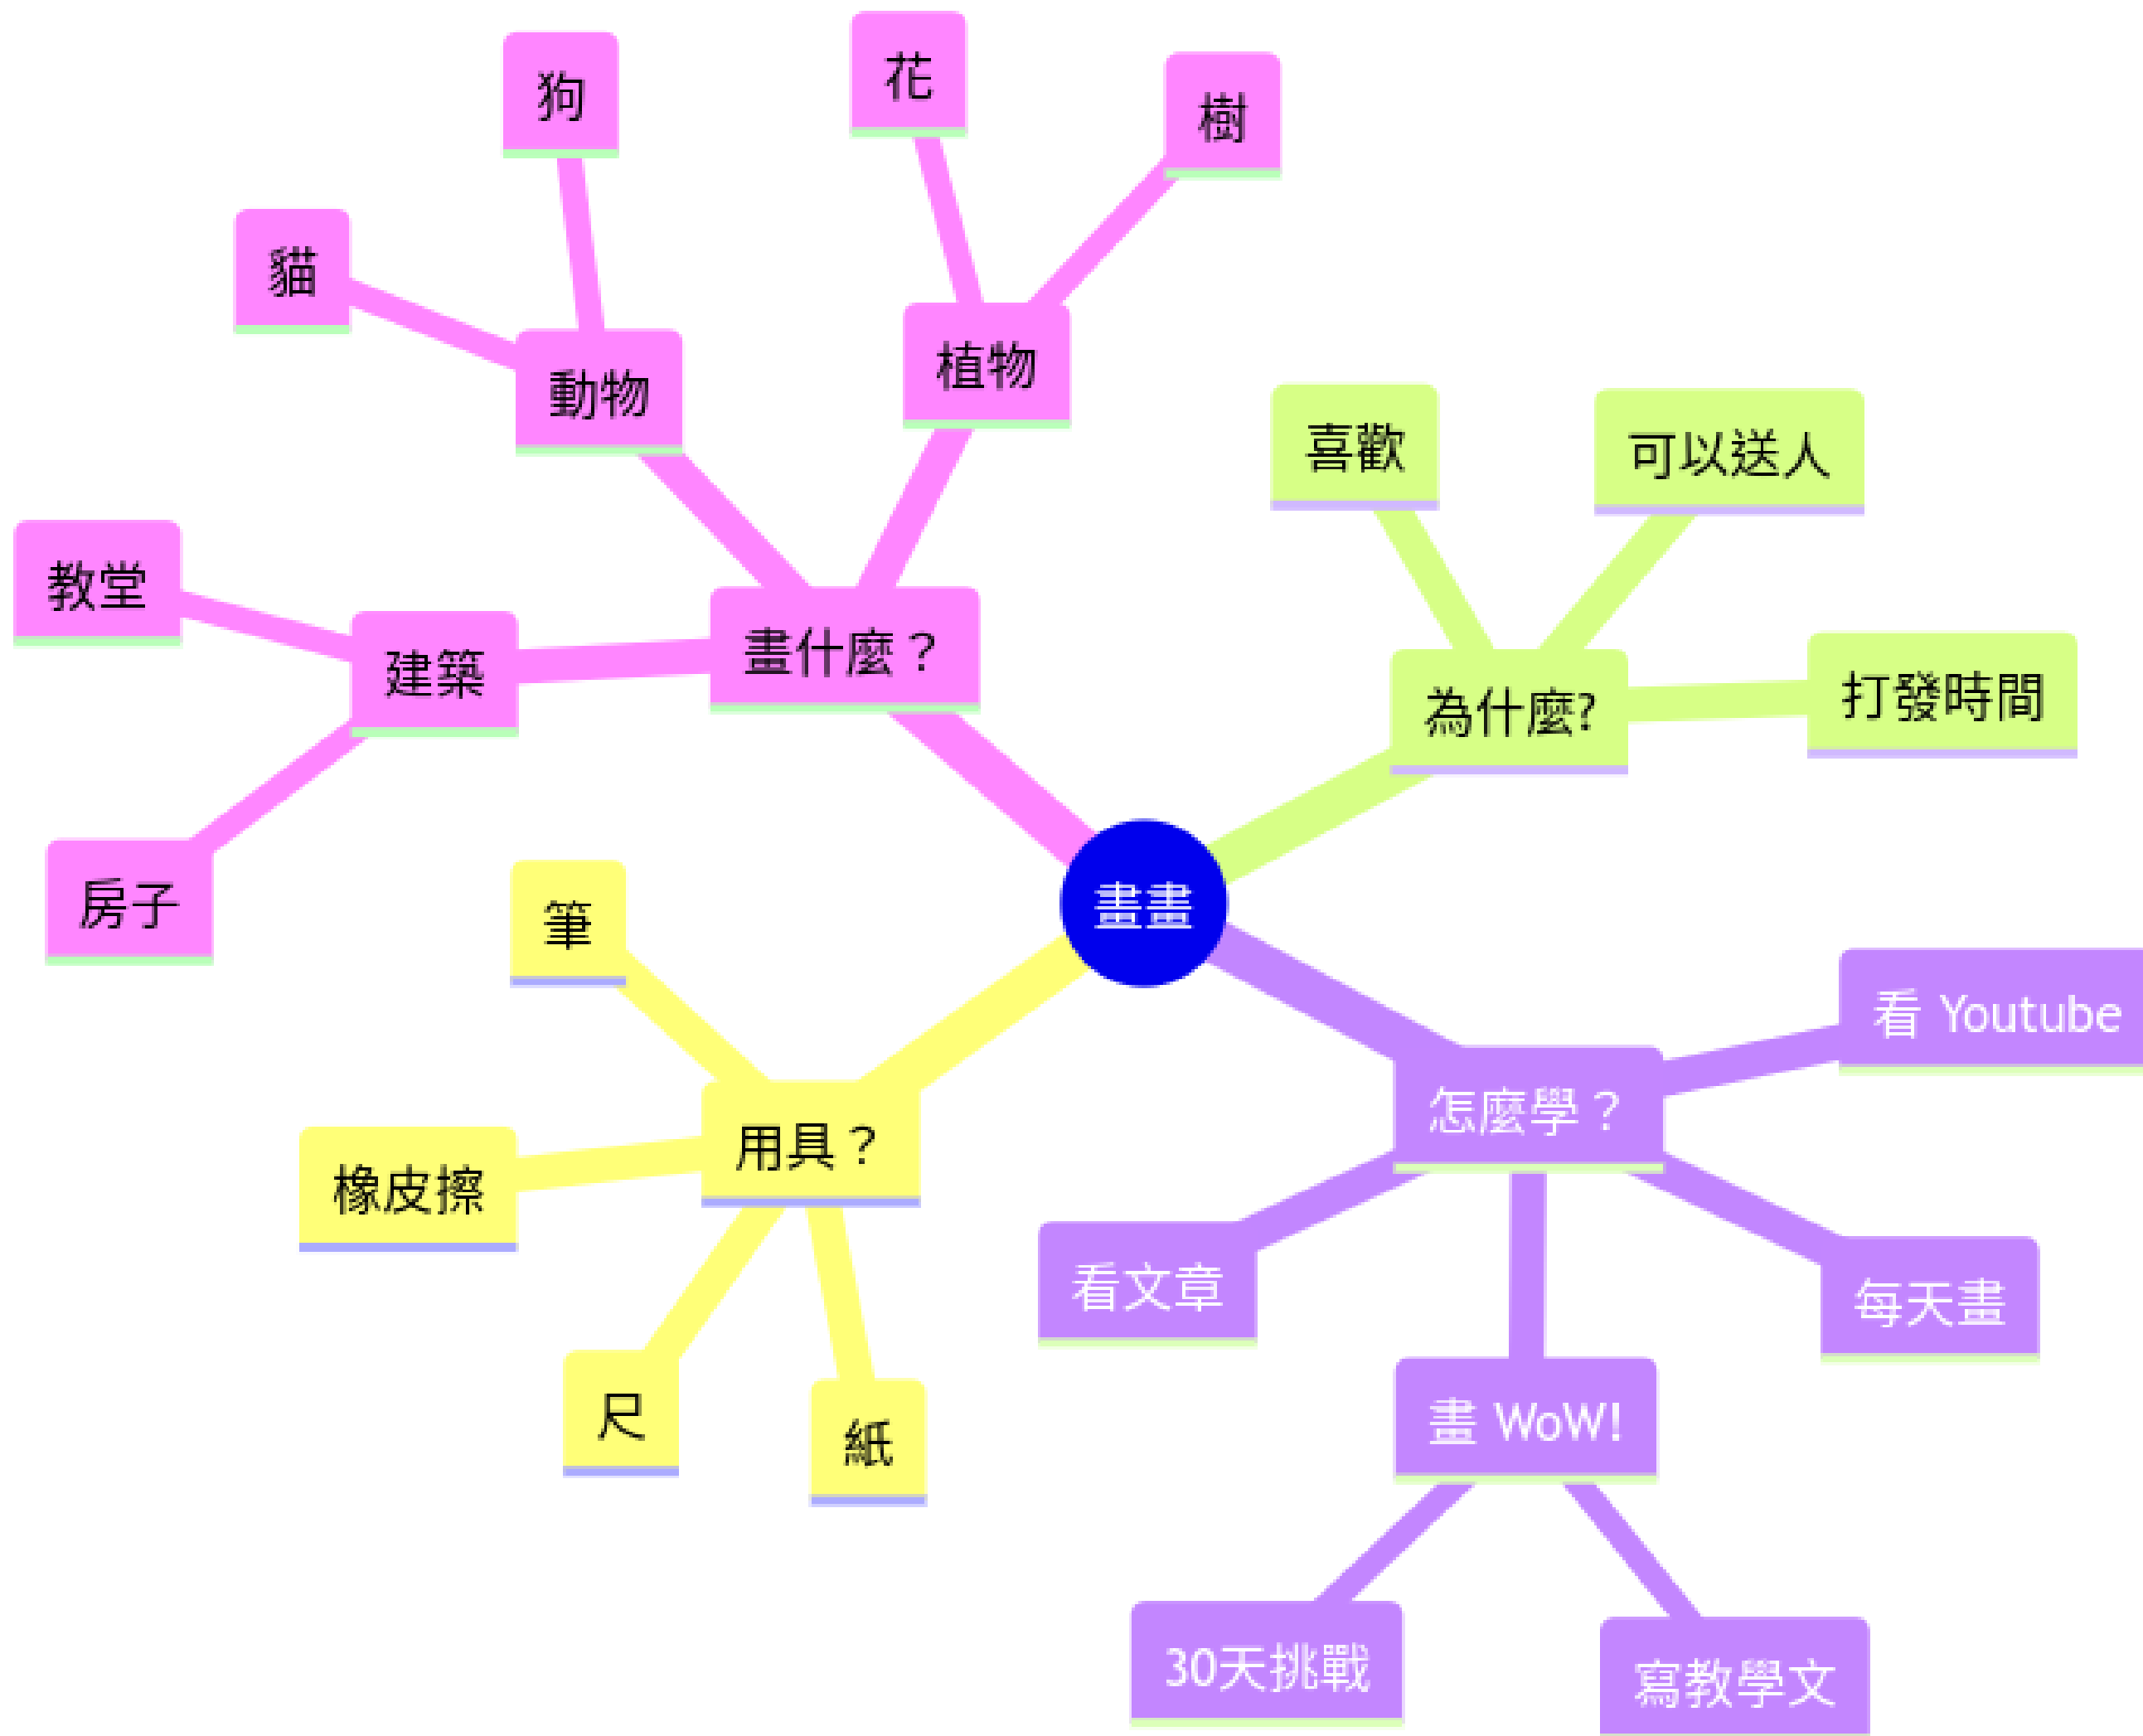 狗
花
樹
貓
動物
植物
喜歡
可以送人
教堂
建築
畫什麼？
為什麼?
打發時間
房子
筆
畫畫
看 Youtube
用具？
怎麼學？
橡皮擦
看文章
每天畫
尺
紙
畫 WoW!
30天挑戰
寫教學文